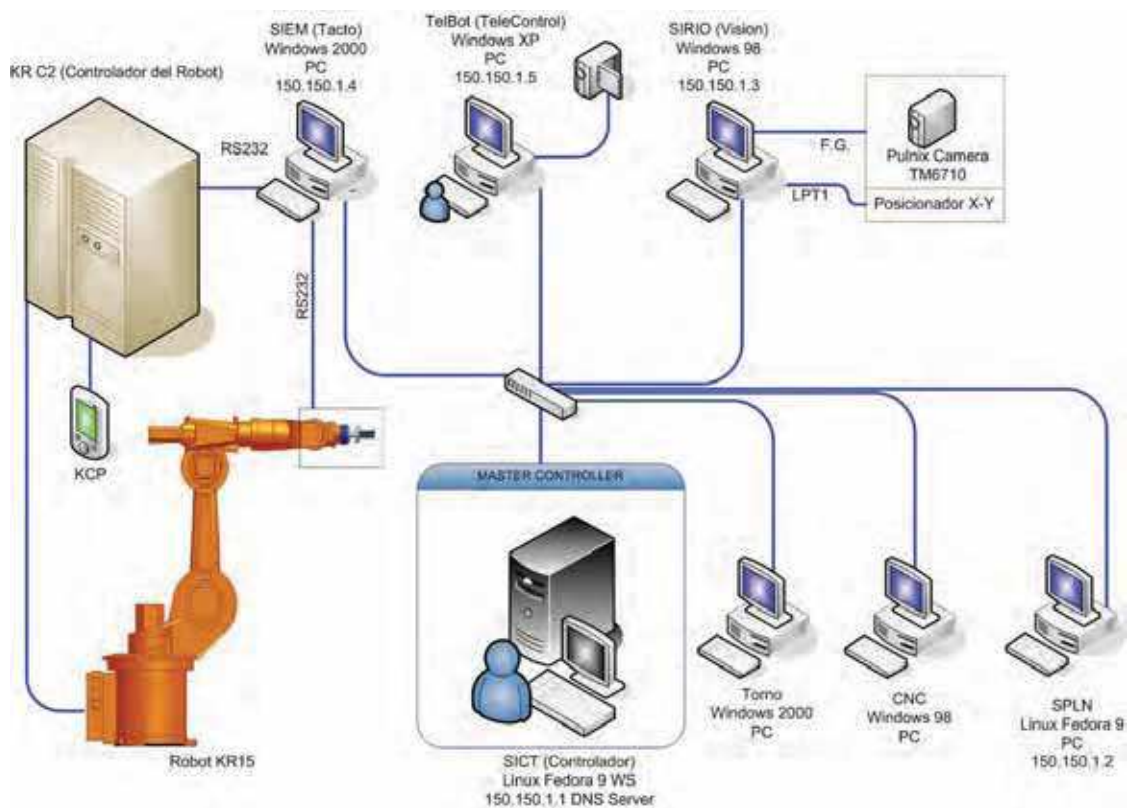 SIEM (Tacto)
Windows 2000
PC
150.150.1.4
TelBot (TeleControl)
Windows XP
PC
150.150.1.5
SIRIO (Vision)
Windows 98
PC
150.150.1.3
KR C2 (Controlador del Robot)
RS232
F.G.
Pulnix Camera
TM6710
LPT1
Posicionador X-Y
RS232
KCP
MASTER CONTROLLER
Robot KR15
SICT (Controlador)
Linux Fedora 9 WS
150.150.1.1 DNS Server
Torno
Windows 2000
PC
CNC
Windows 98
PC
SPLN
Linux Fedora 9
PC
150.150.1.2